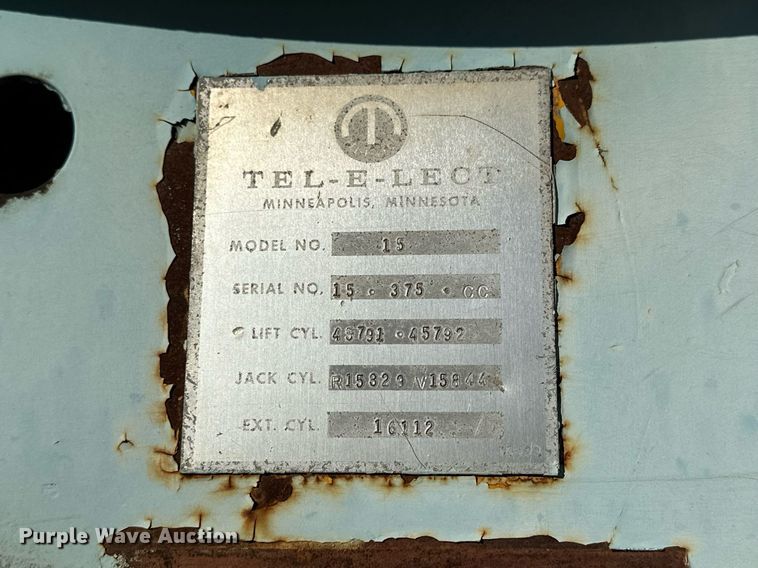 TEL-E-LECT
MINNEAPOLIS, MINNESOTA
MODEL NO. 15
SERIAL NO. 15 • 375 • CC
LIFT CYL. 45791 • 45792
JACK CYL. R15829 V15844
EXT. CYL. 16112
Purple Wave Auction